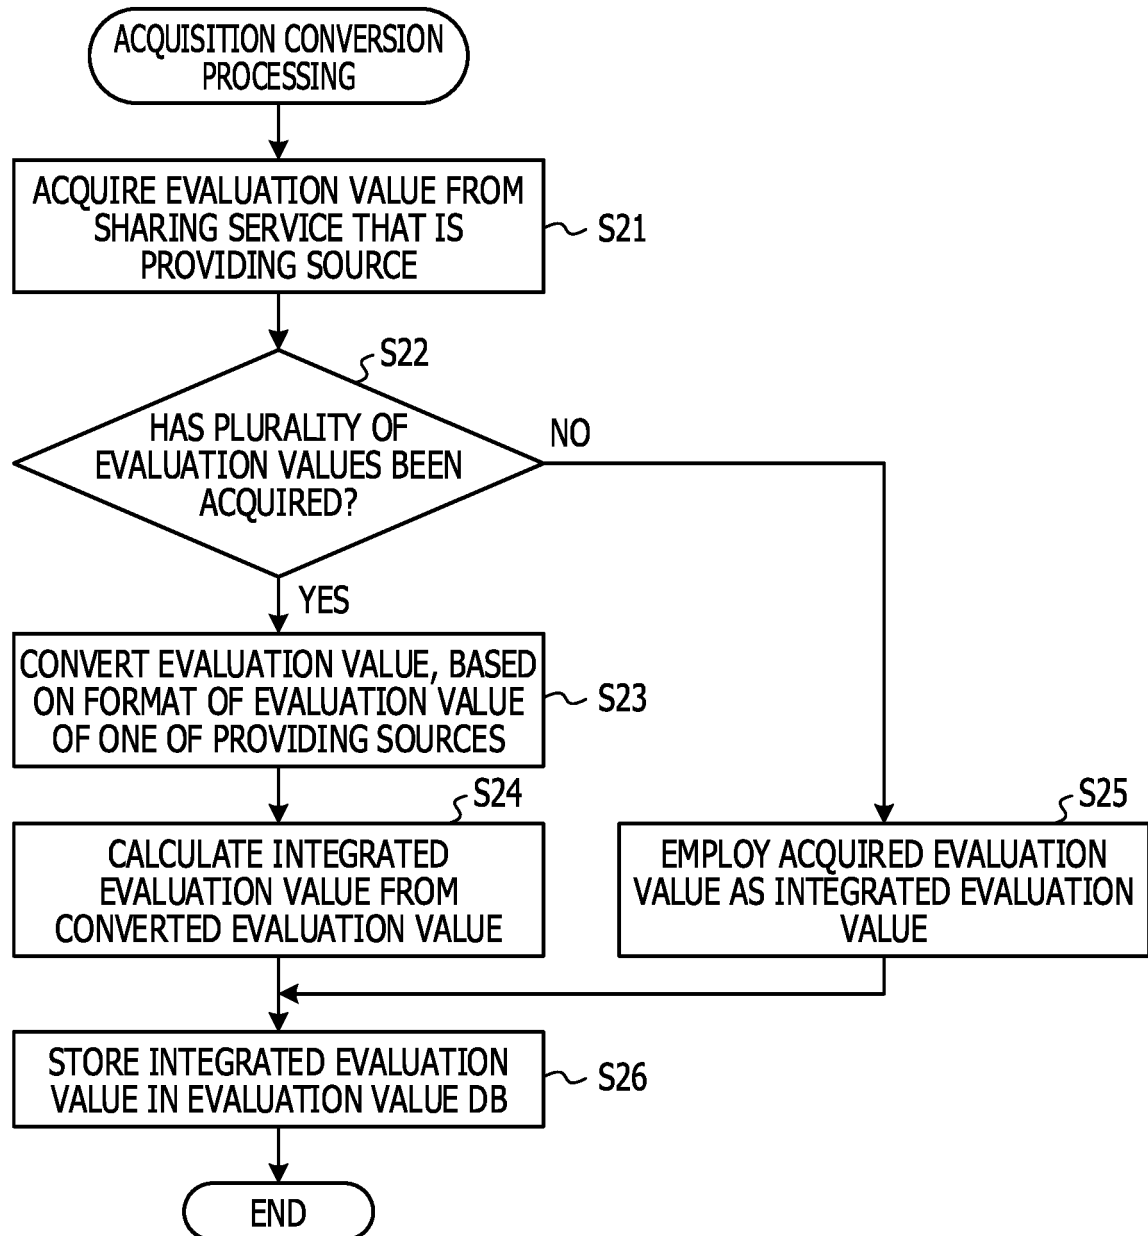 ACQUISITION CONVERSION
PROCESSING
ACQUIRE EVALUATION VALUE FROM
SHARING SERVICE THAT IS
PROVIDING SOURCE
S21
S22
HAS PLURALITY OF
EVALUATION VALUES BEEN
ACQUIRED?
NO
YES
CONVERT EVALUATION VALUE, BASED
ON FORMAT OF EVALUATION VALUE
OF ONE OF PROVIDING SOURCES
S23
S24
CALCULATE INTEGRATED
EVALUATION VALUE FROM
CONVERTED EVALUATION VALUE
S25
EMPLOY ACQUIRED EVALUATION
VALUE AS INTEGRATED EVALUATION
VALUE
STORE INTEGRATED EVALUATION
VALUE IN EVALUATION VALUE DB
S26
END